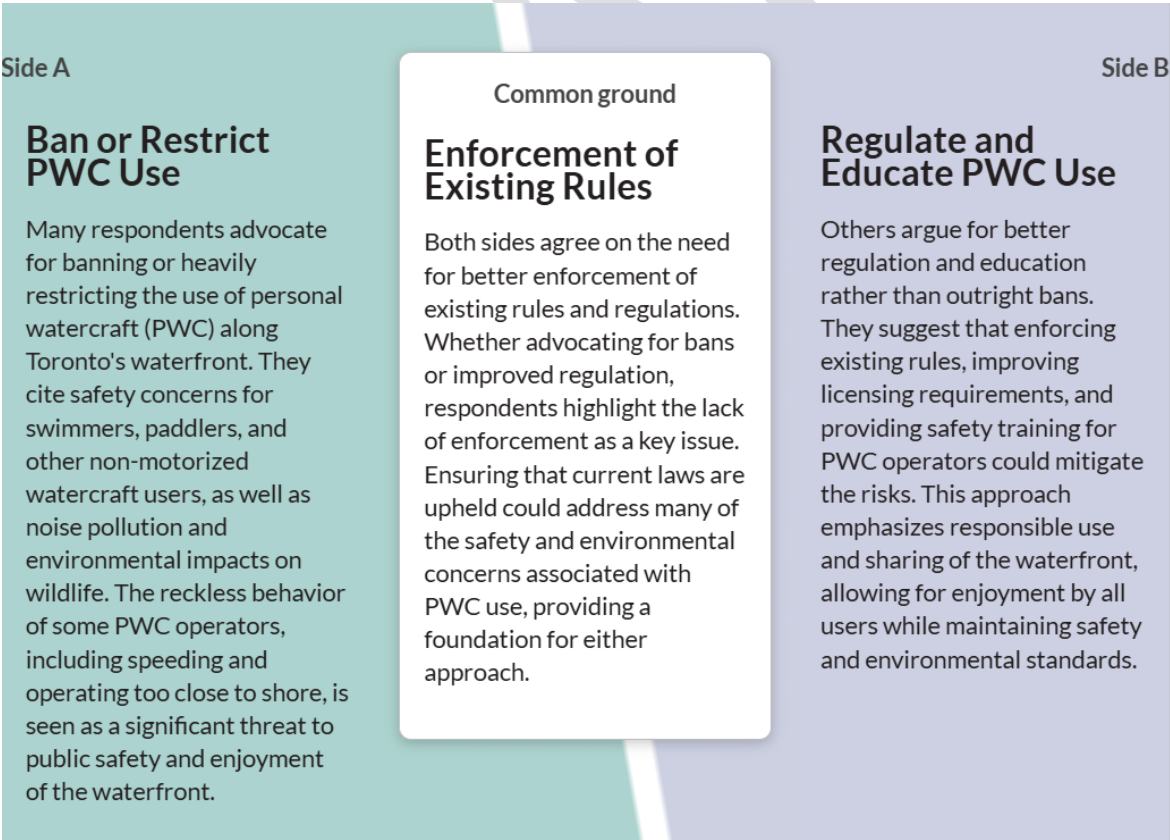 Side A
Ban or Restrict
PWC Use
Many respondents advocate
for banning or heavily
restricting the use of personal
watercraft (PWC) along
Toronto's waterfront. They
cite safety concerns for
swimmers, paddlers, and
other non-motorized
watercraft users, as well as
noise pollution and
environmental impacts on
wildlife. The reckless behavior
of some PWC operators,
including speeding and
operating too close to shore, is
seen as a significant threat to
public safety and enjoyment
of the waterfront.
Common ground
Enforcement of
Existing Rules
Both sides agree on the need
for better enforcement of
existing rules and regulations.
Whether advocating for bans
or improved regulation,
respondents highlight the lack
of enforcement as a key issue.
Ensuring that current laws are
upheld could address many of
the safety and environmental
concerns associated with
PWC use, providing a
foundation for either
approach.
Side B
Regulate and
Educate PWC Use
Others argue for better
regulation and education
rather than outright bans.
They suggest that enforcing
existing rules, improving
licensing requirements, and
providing safety training for
PWC operators could mitigate
the risks. This approach
emphasizes responsible use
and sharing of the waterfront,
allowing for enjoyment by all
users while maintaining safety
and environmental standards.